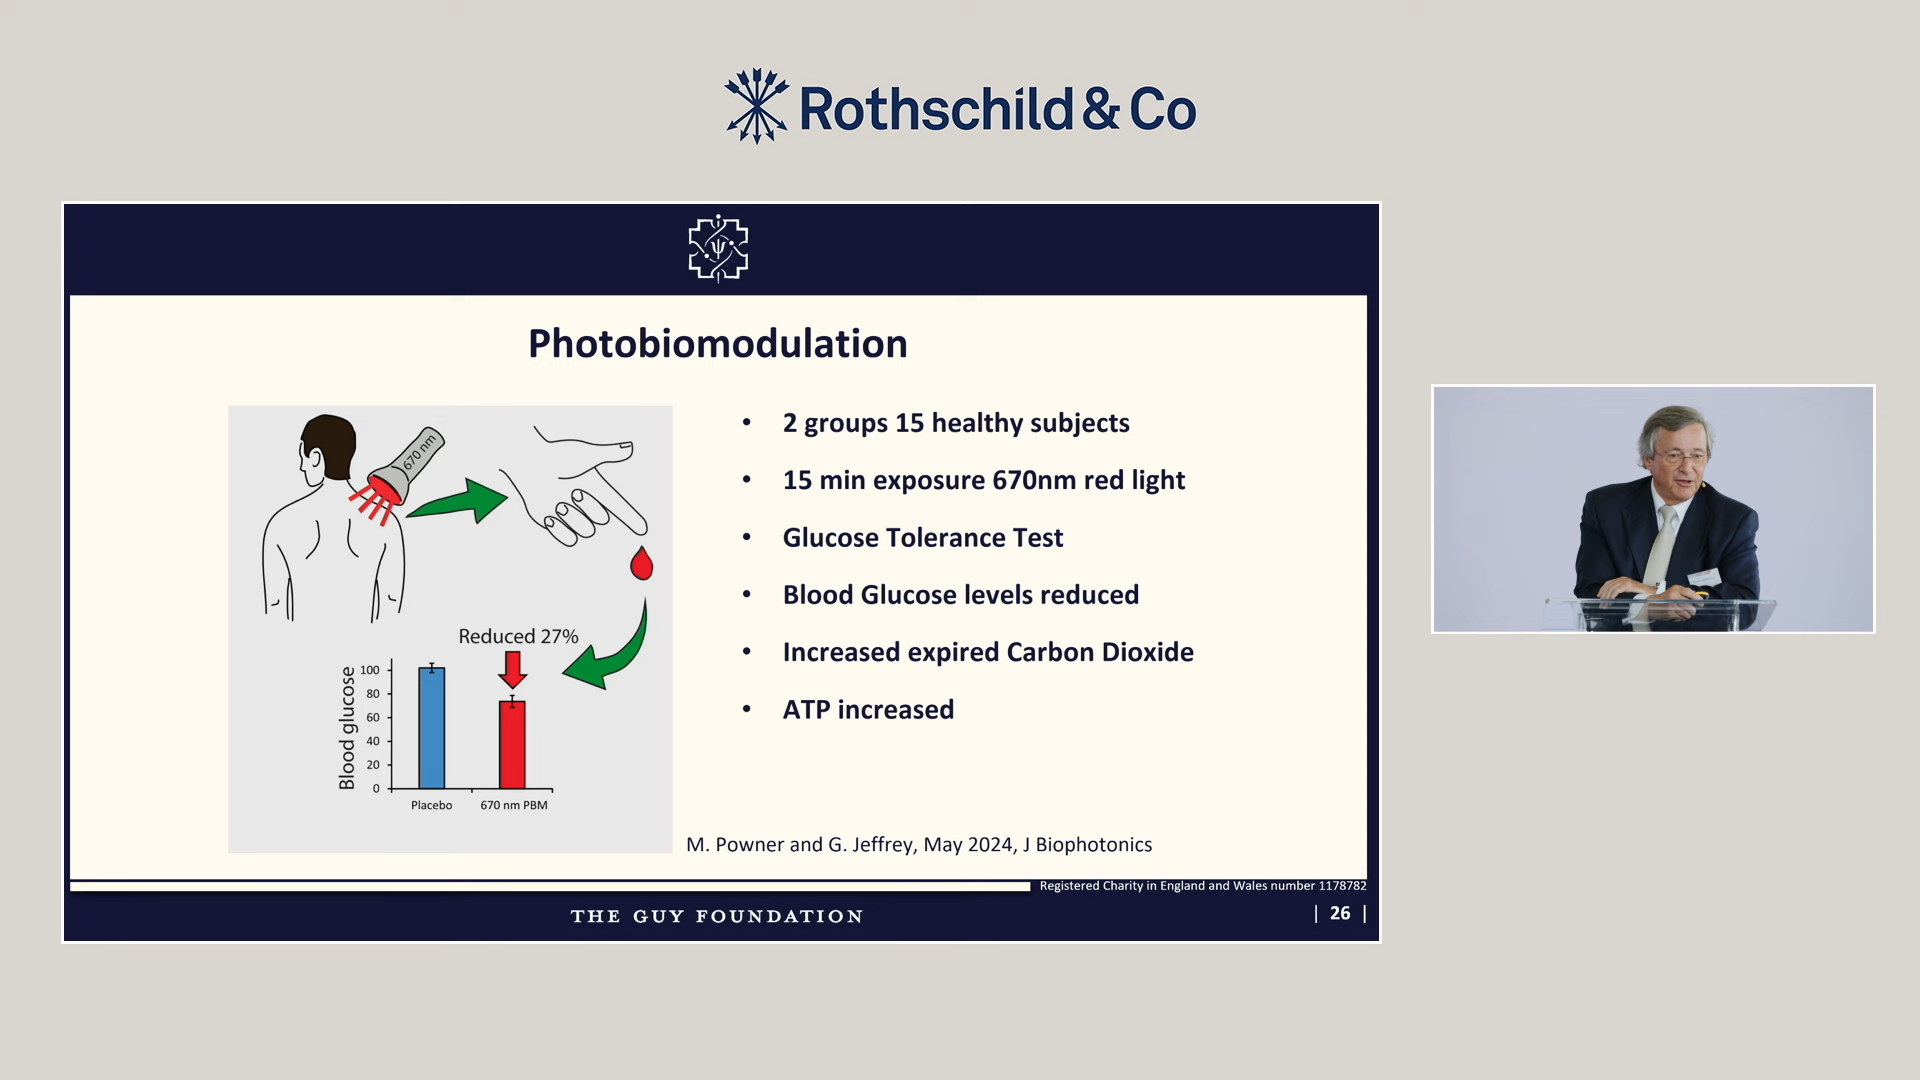 Rothschild & Co
Photobiomodulation
670 nm
Reduced 27%
Blood glucose
100
80
60
40
20
0
Placebo
670 nm PBM
• 2 groups 15 healthy subjects
• 15 min exposure 670nm red light
• Glucose Tolerance Test
• Blood Glucose levels reduced
• Increased expired Carbon Dioxide
• ATP increased
M. Powner and G. Jeffrey, May 2024, J Biophotonics
Registered Charity in England and Wales number 1178782
THE GUY FOUNDATION
| 26 |